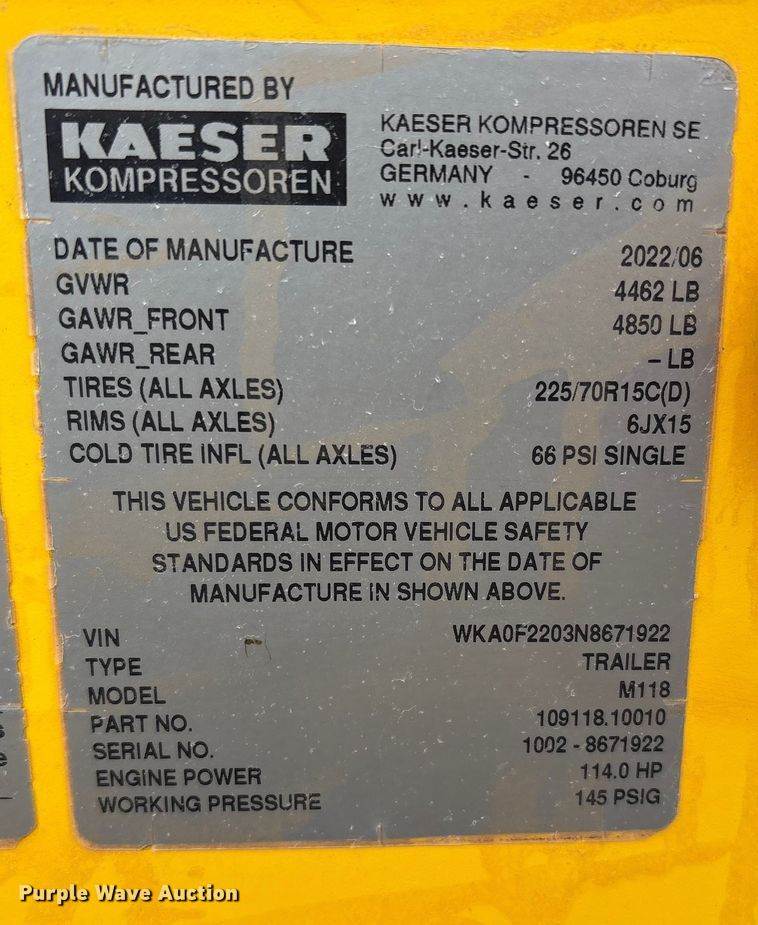 MANUFACTURED BY
KAESER
KOMPRESSOREN
KAESER KOMPRESSOREN SE
Carl-Kaeser-Str. 26
GERMANY - 96450 Coburg
www.kaeser.com
DATE OF MANUFACTURE 2022/06
GVWR 4462 LB
GAWR_FRONT 4850 LB
GAWR_REAR – LB
TIRES (ALL AXLES) 225/70R15C(D)
RIMS (ALL AXLES) 6JX15
COLD TIRE INFL (ALL AXLES) 66 PSI SINGLE
THIS VEHICLE CONFORMS TO ALL APPLICABLE
US FEDERAL MOTOR VEHICLE SAFETY
STANDARDS IN EFFECT ON THE DATE OF
MANUFACTURE IN SHOWN ABOVE.
VIN WKA0F2203N8671922
TYPE TRAILER
MODEL M118
PART NO. 109118.10010
SERIAL NO. 1002 - 8671922
ENGINE POWER 114.0 HP
WORKING PRESSURE 145 PSIG
Purple Wave Auction